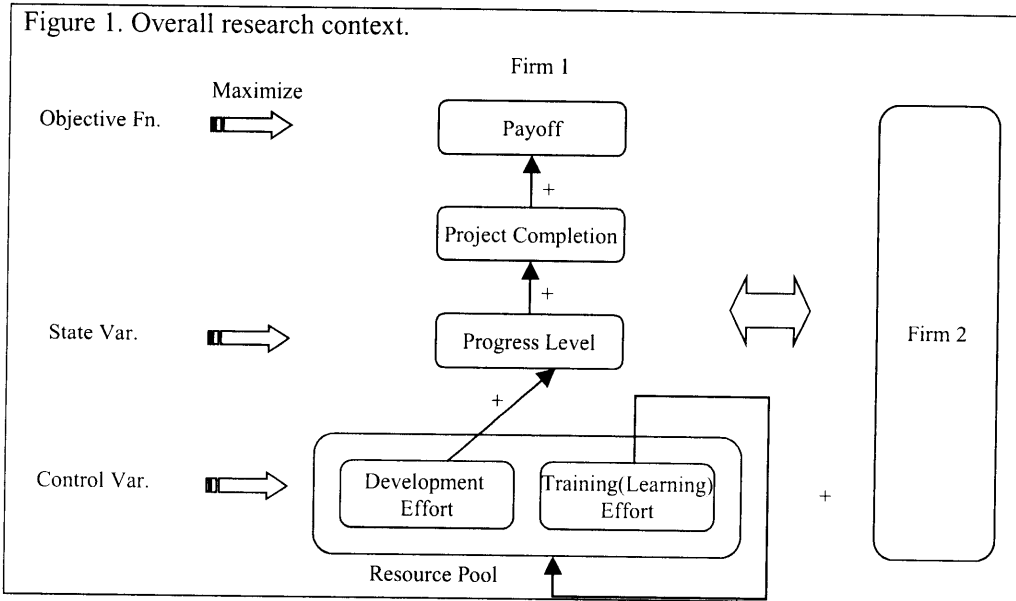 Figure 1. Overall research context.
Firm 1
Maximize
Objective Fn.
Payoff
+
Project Completion
+
State Var.
Progress Level
Firm 2
+
Control Var.
Development
Effort
Training(Learning)
Effort
+
Resource Pool